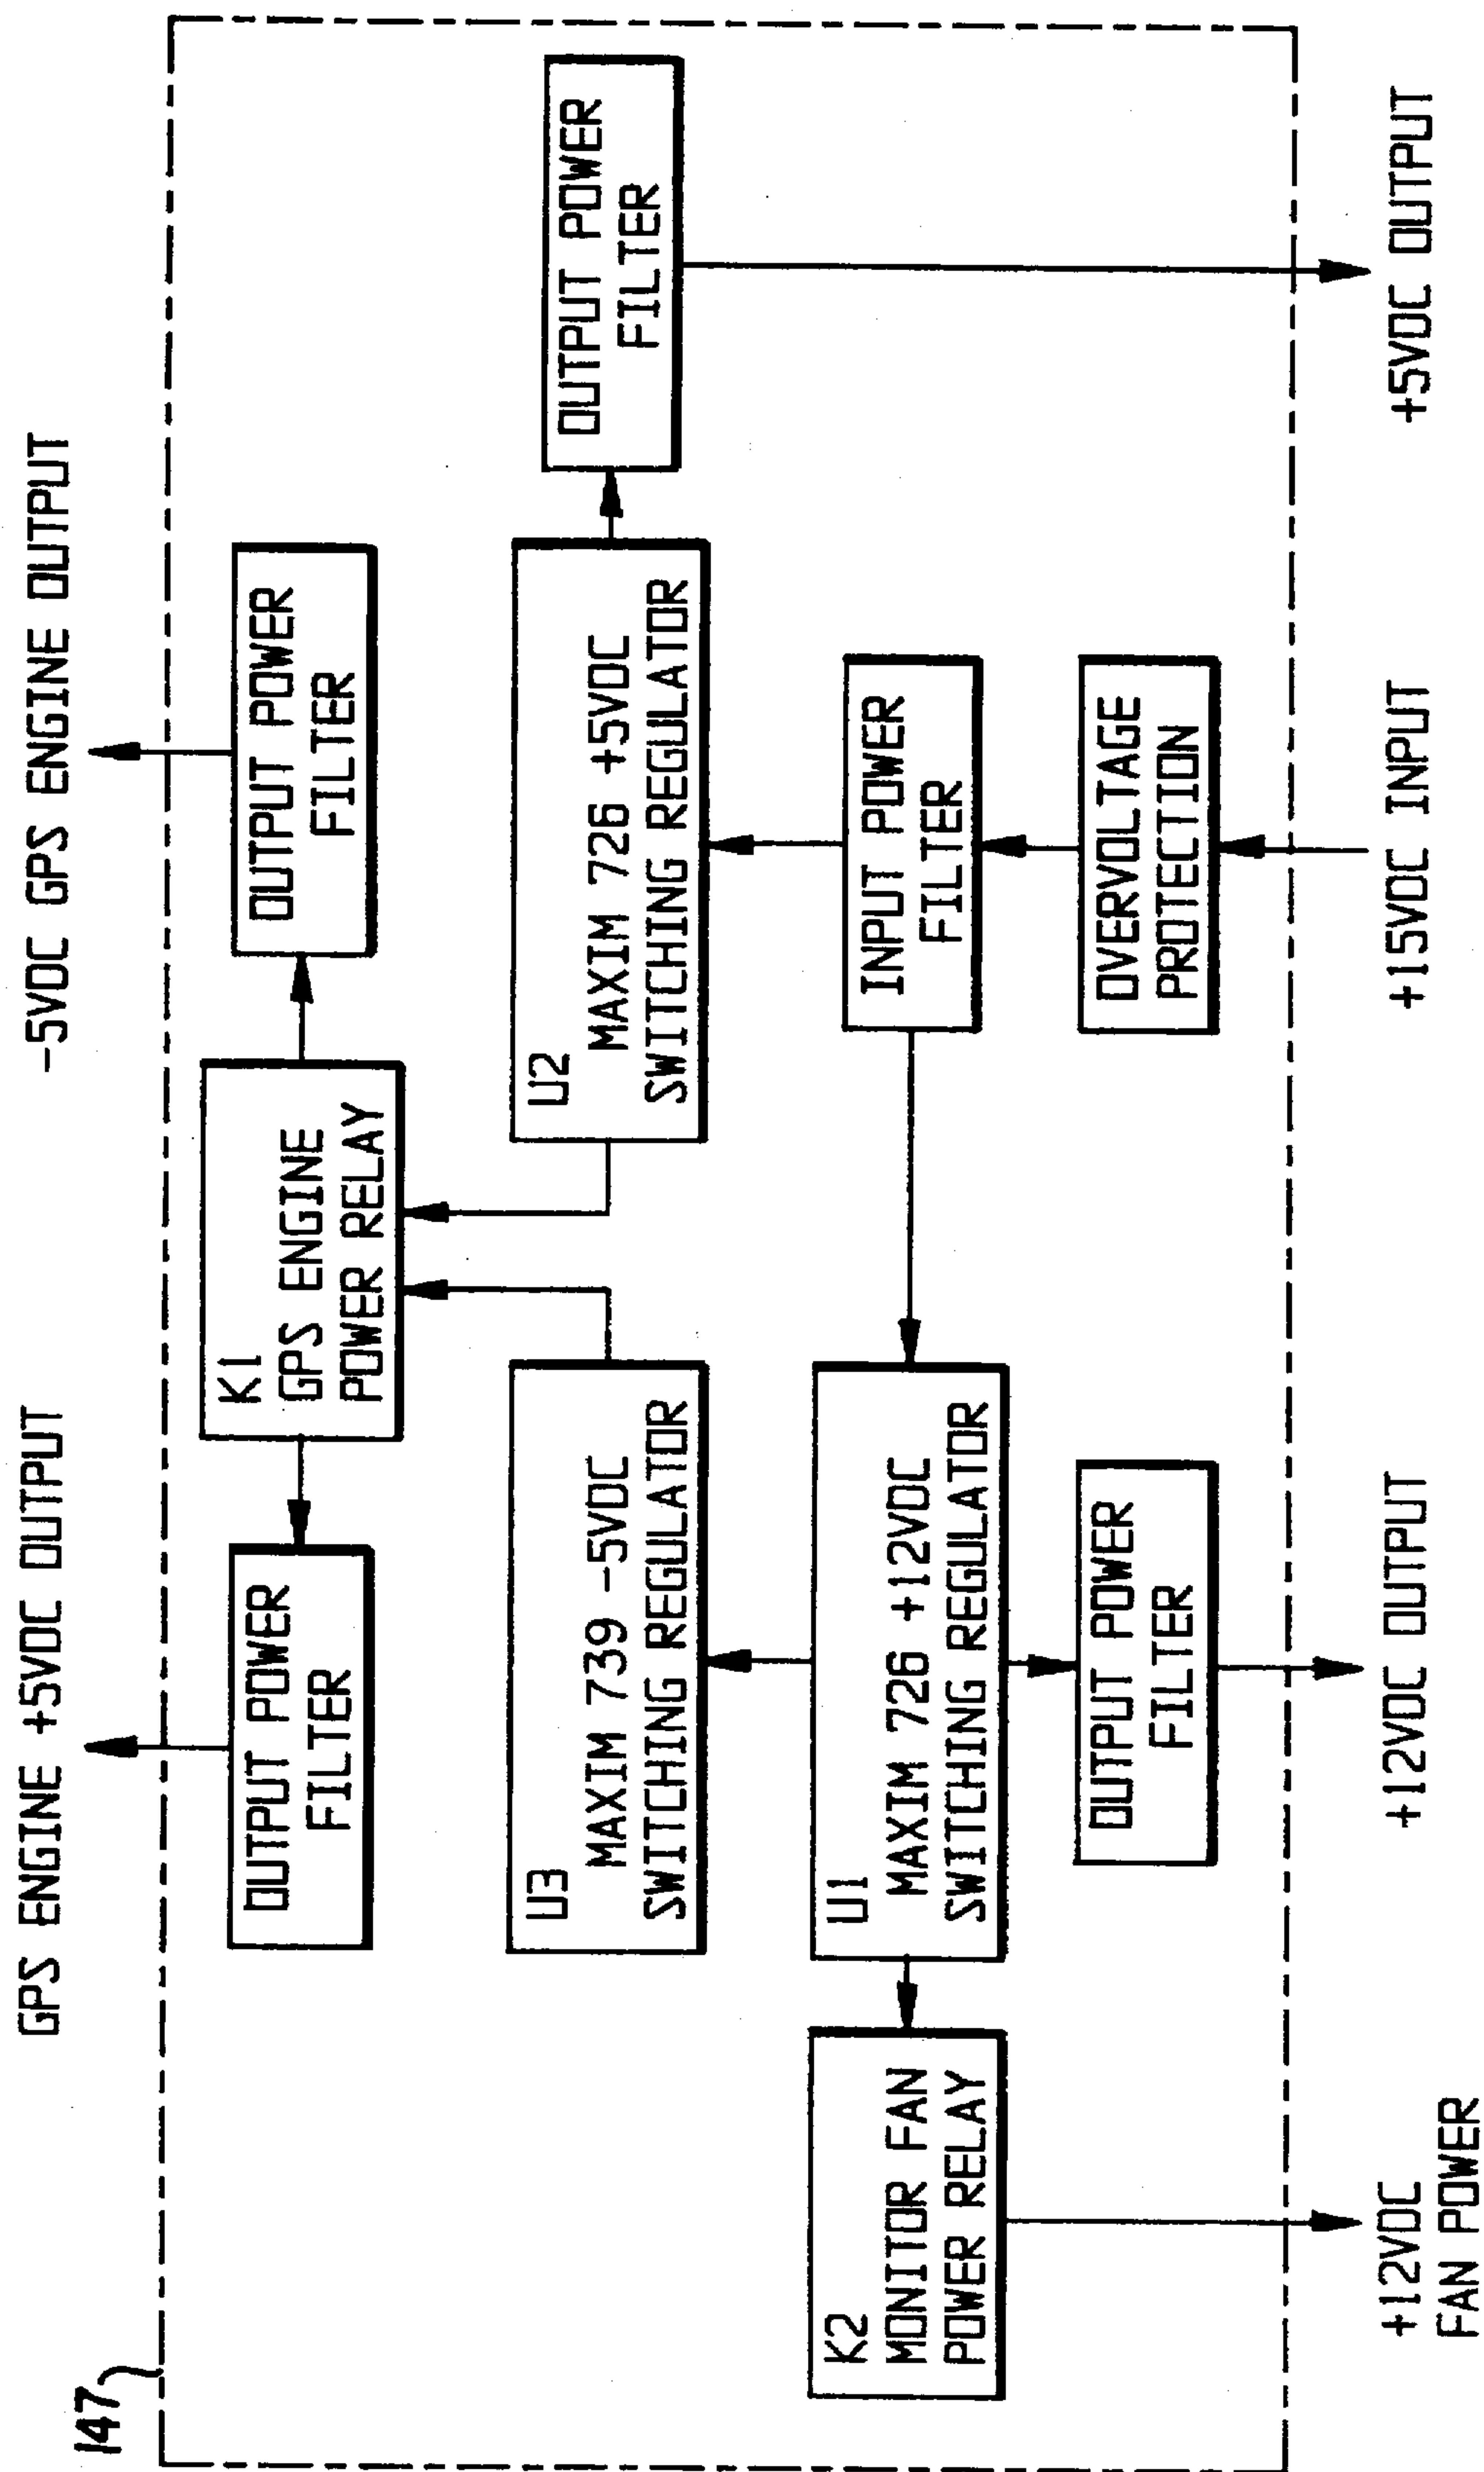 147
GPS ENGINE +5VDC OUTPUT
-5VDC GPS ENGINE OUTPUT
OUTPUT POWER
FILTER
K1
GPS ENGINE
POWER RELAY
OUTPUT POWER
FILTER
U3
MAXIM 739 -5VDC
SWITCHING REGULATOR
U2
MAXIM 726 +5VDC
SWITCHING REGULATOR
OUTPUT POWER
FILTER
K2
MONITOR FAN
POWER RELAY
U1
MAXIM 726 +12VDC
SWITCHING REGULATOR
INPUT POWER
FILTER
OUTPUT POWER
FILTER
OVERVOLTAGE
PROTECTION
+12VDC
FAN POWER
+12VDC OUTPUT
+15VDC INPUT
+5VDC OUTPUT